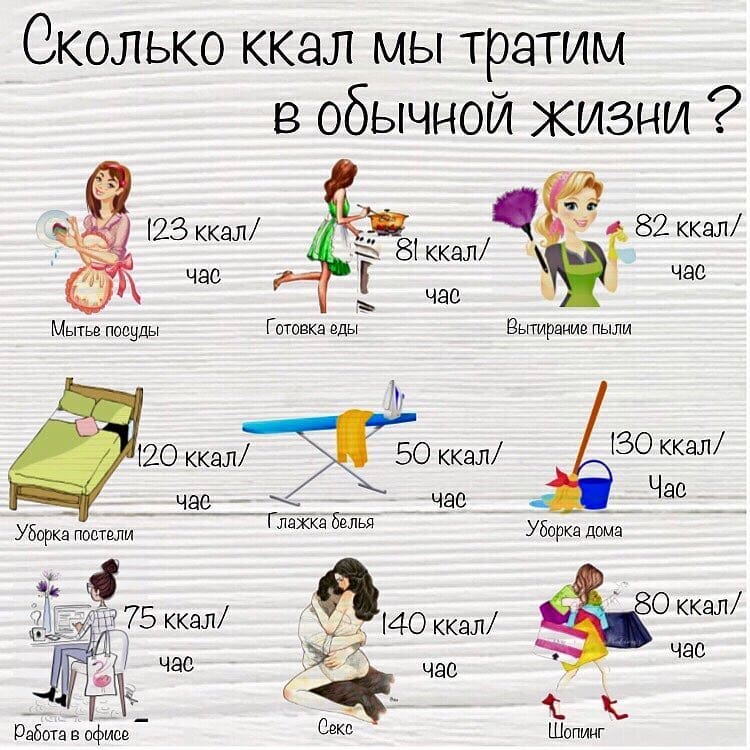 Сколько ккал мы тратим
в обычной жизни?
123 ккал/
час
Мытье посуды
81 ккал/
час
Готовка еды
82 ккал/
час
Вытирание пыли
120 ккал/
час
Уборка постели
50 ккал/
час
Глажка белья
130 ккал/
Час
Уборка дома
75 ккал/
час
Работа в офисе
140 ккал/
час
Секс
80 ккал/
час
Шопинг